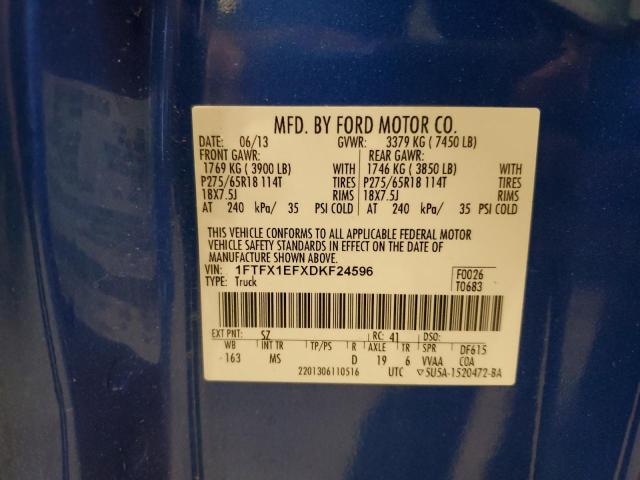 MFD. BY FORD MOTOR CO.
DATE: 06/13 GVWR: 3379 KG ( 7450 LB)
FRONT GAWR: REAR GAWR:
1769 KG ( 3900 LB) WITH 1746 KG ( 3850 LB) WITH
P275/65R18 114T TIRES P275/65R18 114T TIRES
18X7.5J RIMS 18X7.5J RIMS
AT 240 kPa/ 35 PSI COLD AT 240 kPa/ 35 PSI COLD
THIS VEHICLE CONFORMS TO ALL APPLICABLE FEDERAL MOTOR
VEHICLE SAFETY STANDARDS IN EFFECT ON THE DATE OF
MANUFACTURE SHOWN ABOVE.
VIN: 1FTFX1EFXDKF24596 F0026
TYPE: Truck T0683
EXT PNT: SZ RC: 41 DSO:
WB INT TR TP/PS R AXLE TR SPR DF615
163 MS D 19 6 VVAA COA
2201306110516 UTC ▽5U5A-1520472-BA